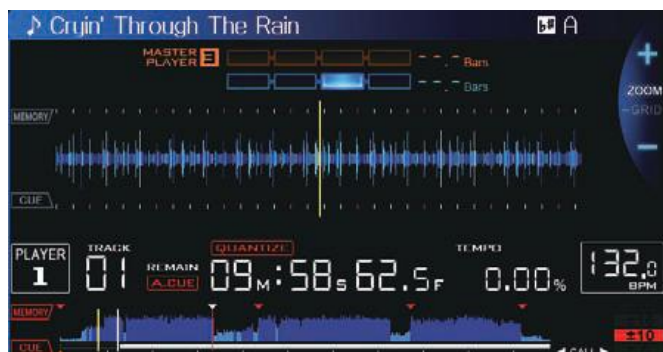 ♪ Cryin' Through The Rain ♭# A
MASTER PLAYER 3 --.- Bars
--.- Bars
+
ZOOM
-GRID
−
MEMORY
CUE
PLAYER 1
TRACK 01
REMAIN
A.CUE
QUANTIZE
09M:58S62.5F
TEMPO
0.00%
132.0
BPM
MEMORY
±10
CUE
◄ CALL ►